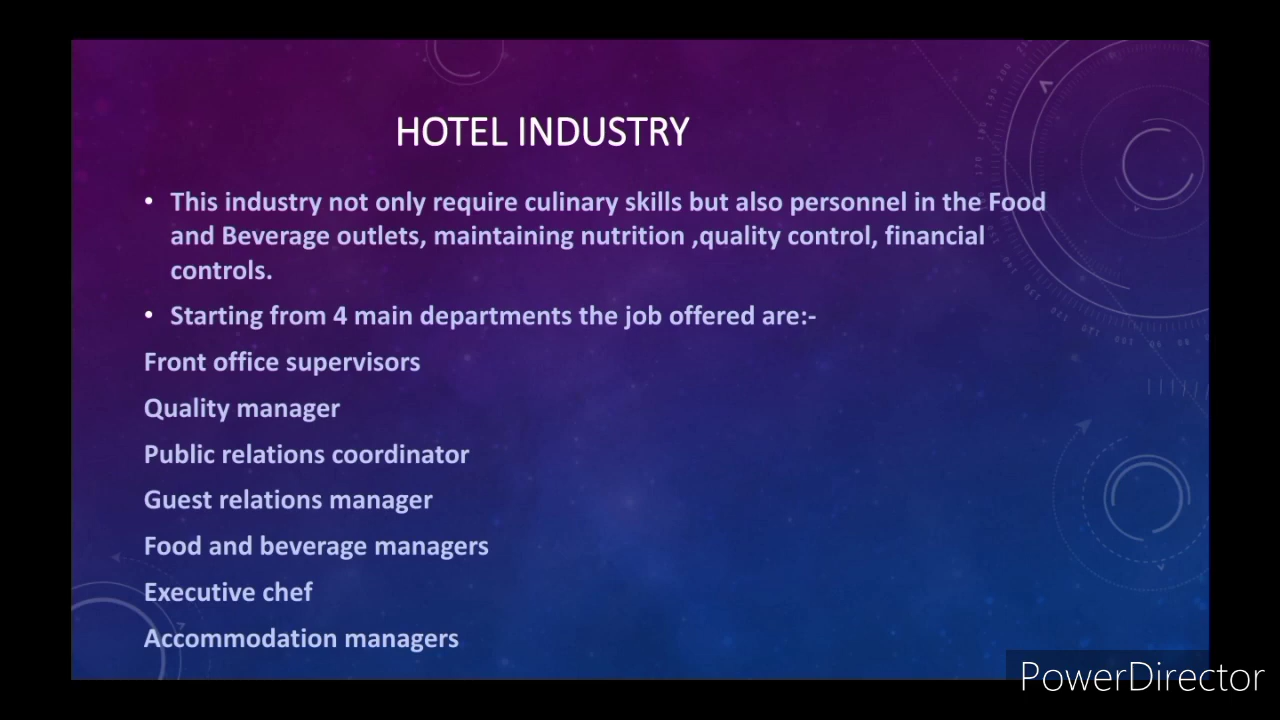 HOTEL INDUSTRY
• This industry not only require culinary skills but also personnel in the Food
and Beverage outlets, maintaining nutrition ,quality control, financial
controls.
• Starting from 4 main departments the job offered are:-
Front office supervisors
Quality manager
Public relations coordinator
Guest relations manager
Food and beverage managers
Executive chef
Accommodation managers
PowerDirector